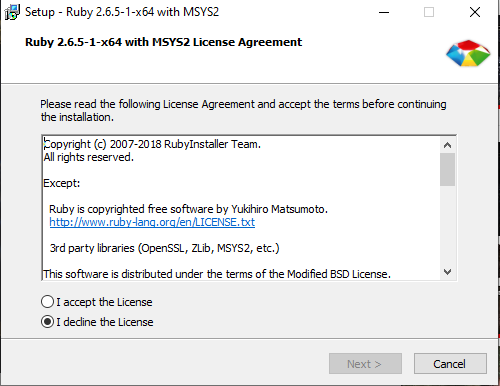 Setup - Ruby 2.6.5-1-x64 with MSYS2
Ruby 2.6.5-1-x64 with MSYS2 License Agreement
Please read the following License Agreement and accept the terms before continuing
the installation.
Copyright (c) 2007-2018 RubyInstaller Team.
All rights reserved.
Except:
Ruby is copyrighted free software by Yukihiro Matsumoto.
http://www.ruby-lang.org/en/LICENSE.txt
3rd party libraries (OpenSSL, ZLib, MSYS2, etc.)
This software is distributed under the terms of the Modified BSD License.
I accept the License
I decline the License
Next >
Cancel